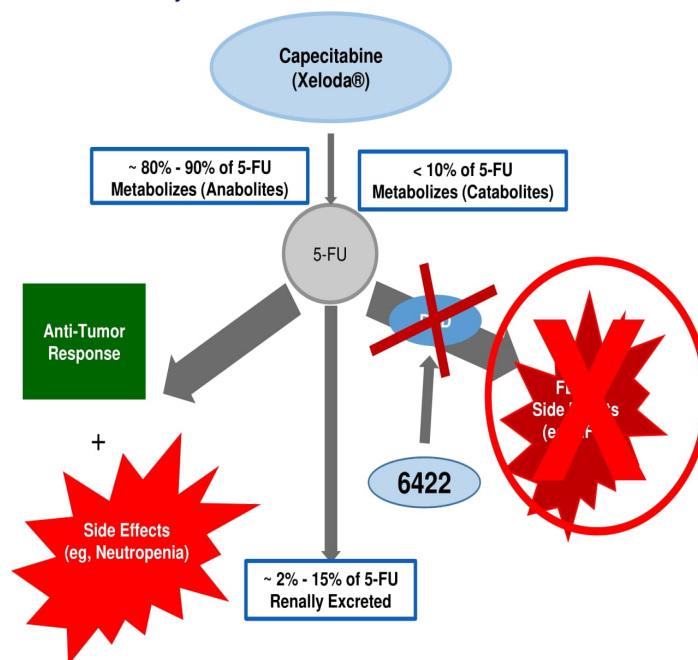 Capecitabine
(Xeloda®)
~ 80% - 90% of 5-FU
Metabolizes (Anabolites)
< 10% of 5-FU
Metabolizes (Catabolites)
5-FU
Anti-Tumor
Response
+
Side Effects
(eg, Neutropenia)
6422
Side
~ 2% - 15% of 5-FU
Renally Excreted